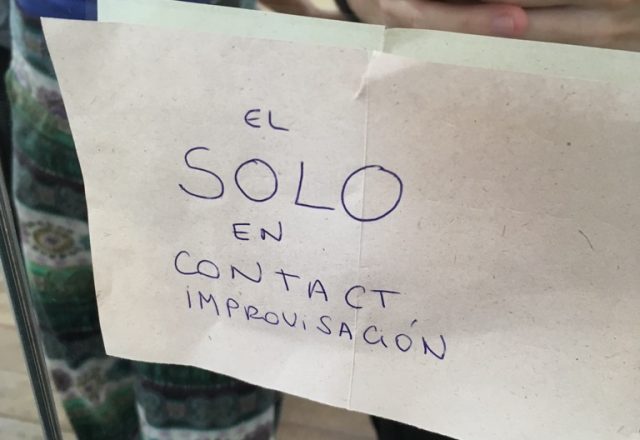 EL
SOLO
EN
CONTACT
IMPROVISACIÓN